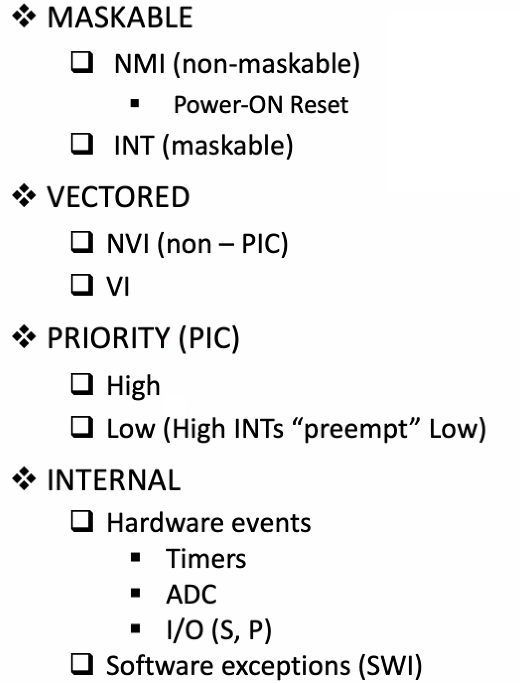 ❖ MASKABLE
❑ NMI (non-maskable)
▪ Power-ON Reset
❑ INT (maskable)
❖ VECTORED
❑ NVI (non – PIC)
❑ VI
❖ PRIORITY (PIC)
❑ High
❑ Low (High INTs “preempt” Low)
❖ INTERNAL
❑ Hardware events
▪ Timers
▪ ADC
▪ I/O (S, P)
❑ Software exceptions (SWI)